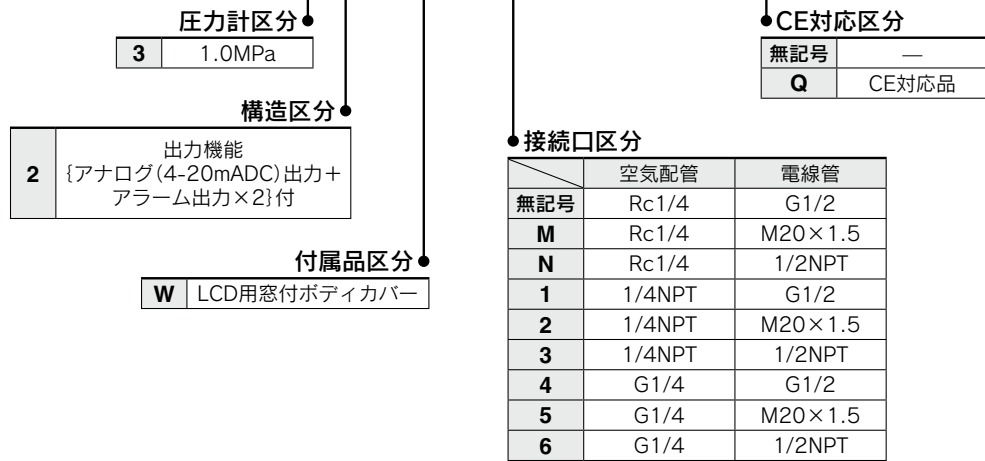 圧力計区分
3 1.0MPa
構造区分
2 出力機能
{アナログ(4-20mADC)出力＋
アラーム出力×2}付
付属品区分
W LCD用窓付ボディカバー
CE対応区分
無記号 —
Q CE対応品
接続口区分
空気配管 電線管
無記号 Rc1/4 G1/2
M Rc1/4 M20×1.5
N Rc1/4 1/2NPT
1 1/4NPT G1/2
2 1/4NPT M20×1.5
3 1/4NPT 1/2NPT
4 G1/4 G1/2
5 G1/4 M20×1.5
6 G1/4 1/2NPT